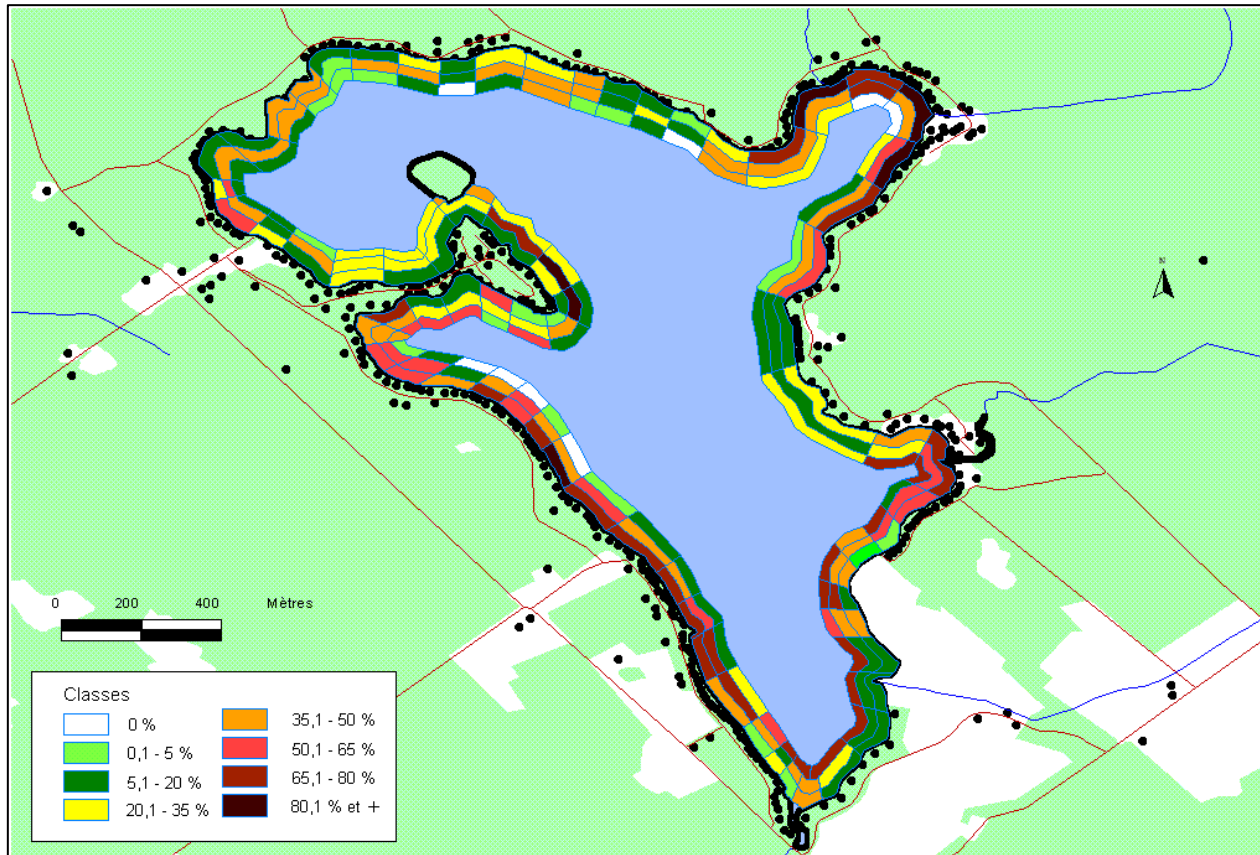 N
0 200 400 Mètres
Classes
0 % 35,1 - 50 %
0,1 - 5 % 50,1 - 65 %
5,1 - 20 % 65,1 - 80 %
20,1 - 35 % 80,1 % et +